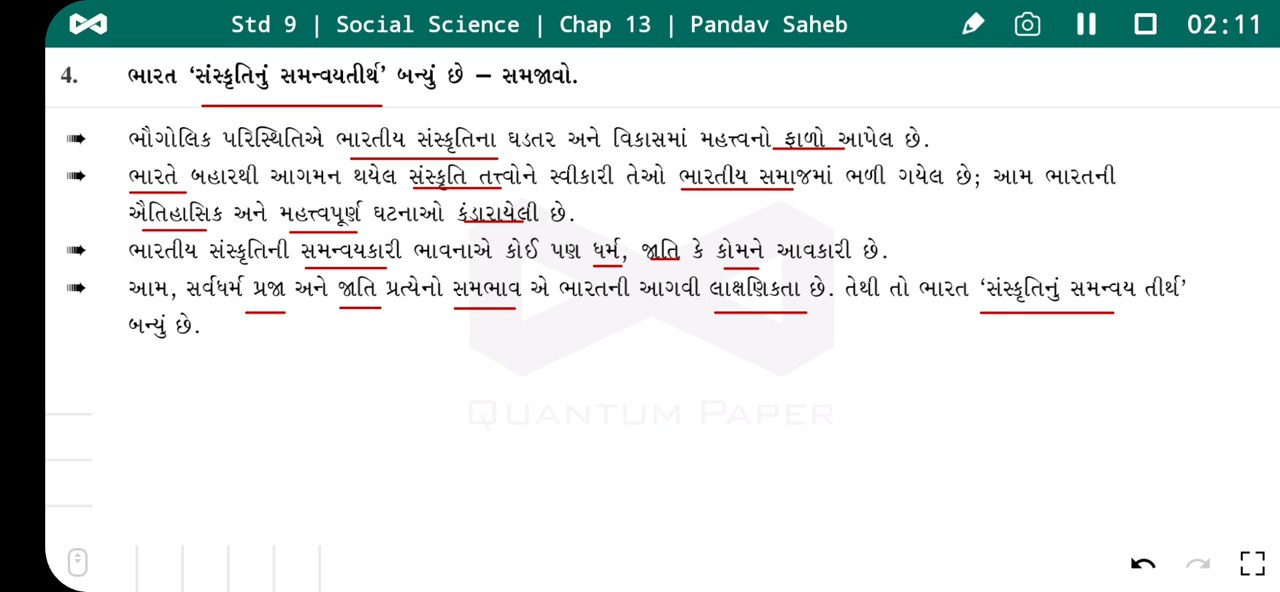 Std 9 | Social Science | Chap 13 | Pandav Saheb
02:11
4. ભારત ‘સંસ્કૃતિનું સમન્વયતીર્થ’ બન્યું છે – સમજાવો.
➠ ભૌગોલિક પરિસ્થિતિએ ભારતીય સંસ્કૃતિના ઘડતર અને વિકાસમાં મહત્ત્વનો ફાળો આપેલ છે.
➠ ભારતે બહારથી આગમન થયેલ સંસ્કૃતિ તત્ત્વોને સ્વીકારી તેઓ ભારતીય સમાજમાં ભળી ગયેલ છે; આમ ભારતની
ઐતિહાસિક અને મહત્ત્વપૂર્ણ ઘટનાઓ કંડારાયેલી છે.
➠ ભારતીય સંસ્કૃતિની સમન્વયકારી ભાવનાએ કોઈ પણ ધર્મ, જાતિ કે કોમને આવકારી છે.
➠ આમ, સર્વધર્મ પ્રજા અને જાતિ પ્રત્યેનો સમભાવ એ ભારતની આગવી લાક્ષણિકતા છે. તેથી તો ભારત ‘સંસ્કૃતિનું સમન્વય તીર્થ’
બન્યું છે.
QUANTUM PAPER